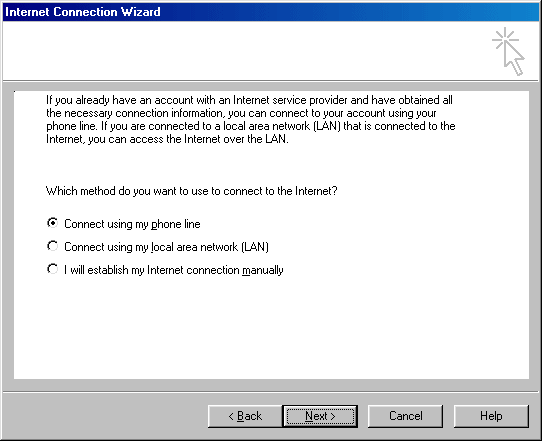 Internet Connection Wizard
If you already have an account with an Internet service provider and have obtained all
the necessary connection information, you can connect to your account using your
phone line. If you are connected to a local area network (LAN) that is connected to the
Internet, you can access the Internet over the LAN.
Which method do you want to use to connect to the Internet?
Connect using my phone line
Connect using my local area network (LAN)
I will establish my Internet connection manually
< Back Next > Cancel Help